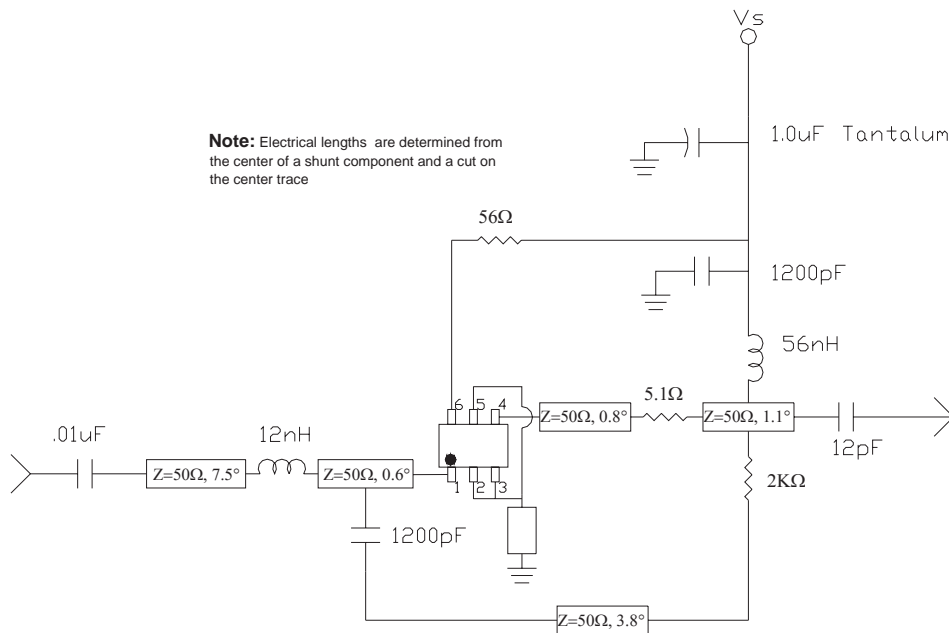 Vs
Note: Electrical lengths are determined from
the center of a shunt component and a cut on
the center trace
1.0uF Tantalum
56Ω
1200pF
56nH
6 5 4
5.1Ω
Z=50Ω, 0.8°
Z=50Ω, 1.1°
.01uF
12nH
12pF
Z=50Ω, 7.5°
Z=50Ω, 0.6°
1 2 3
2KΩ
1200pF
Z=50Ω, 3.8°